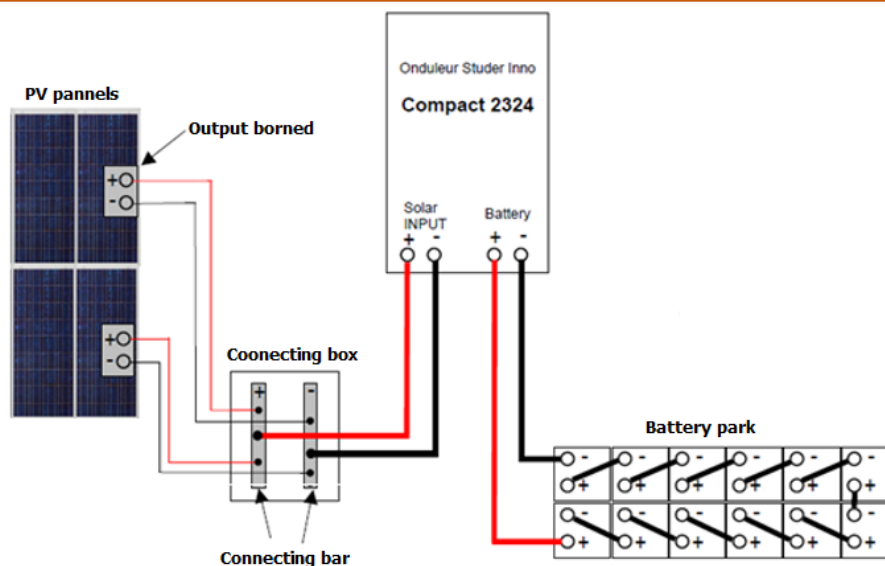 Onduleur Studer Inno
Compact 2324
PV pannels
Output borned
+
-
Solar
INPUT
Battery
+ - + -
+
-
Coonecting box
+ -
Battery park
- - - - - -
+ + + + + +
- - - - - -
+ + + + + +
Connecting bar